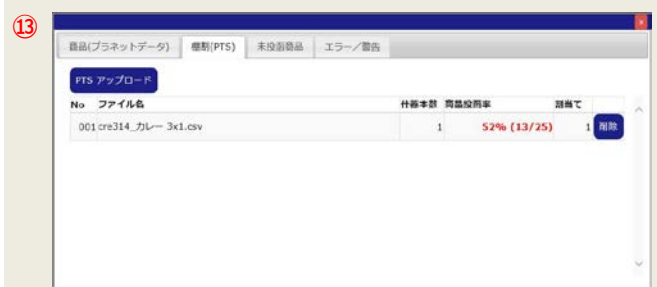 ⑬
商品(プラネットデータ) 棚割(PTS) 未投影商品 エラー／警告
PTS アップロード
No ファイル名 什器本数 商品投影率 割当て
001 cre314_カレー 3x1.csv 1 52% (13/25) 1 削除